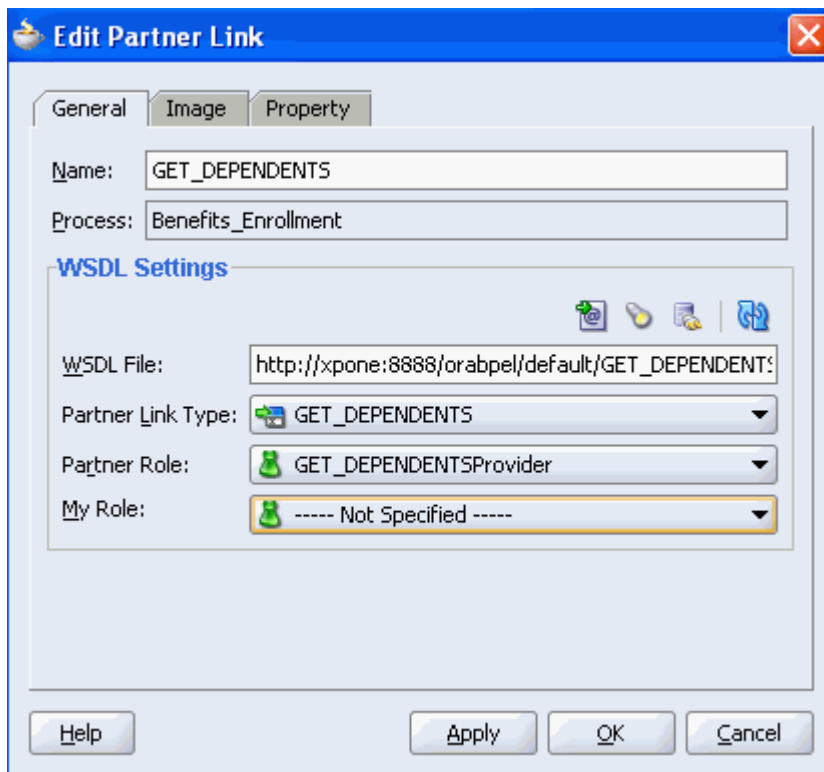 Edit Partner Link
General Image Property
Name: GET_DEPENDENTS
Process: Benefits_Enrollment
WSDL Settings
WSDL File: http://xpone:8888/orabpel/default/GET_DEPENDENTS
Partner Link Type: GET_DEPENDENTS
Partner Role: GET_DEPENDENTSProvider
My Role: ----- Not Specified -----
Help Apply OK Cancel